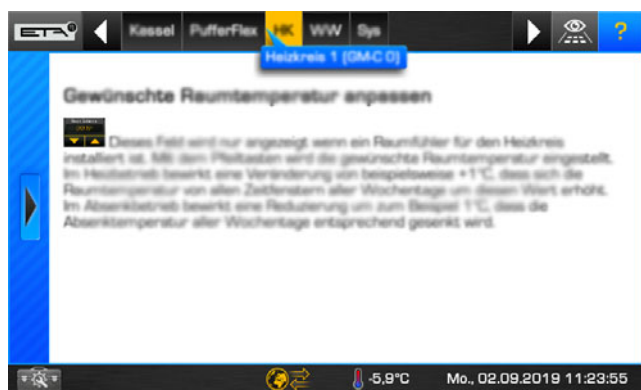 ETA
Kessel PufferFlex HK WW Sys
?
Heizkreis 1 (GM-C 0)
Gewünschte Raumtemperatur anpassen
Dieses Feld wird nur angezeigt wenn ein Raumfühler für den Heizkreis
installiert ist. Mit den Pfeiltasten wird die gewünschte Raumtemperatur eingestellt.
Im Heizbetrieb bewirkt eine Veränderung von beispielsweise +1°C, dass sich die
Raumtemperatur von allen Zeitfenstern aller Wochentage um diesen Wert erhöht.
Im Absenkbetrieb bewirkt eine Reduzierung um zum Beispiel 1°C, dass die
Absenktemperatur aller Wochentage entsprechend gesenkt wird.
-5,9°C Mo., 02.09.2019 11:23:55